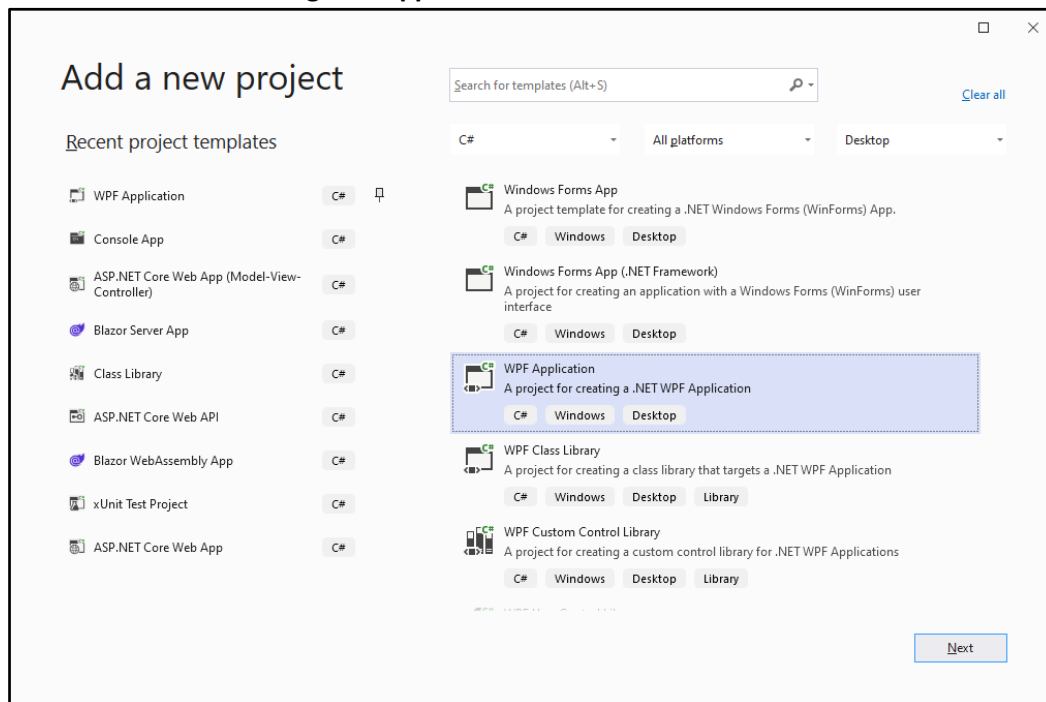 Add a new project
Search for templates (Alt+S)
Clear all
Recent project templates
C#
All platforms
Desktop
WPF Application
C#
Console App
C#
ASP.NET Core Web App (Model-View-
Controller)
C#
Blazor Server App
C#
Class Library
C#
ASP.NET Core Web API
C#
Blazor WebAssembly App
C#
xUnit Test Project
C#
ASP.NET Core Web App
C#
Windows Forms App
A project template for creating a .NET Windows Forms (WinForms) App.
C# Windows Desktop
Windows Forms App (.NET Framework)
A project for creating an application with a Windows Forms (WinForms) user
interface
C# Windows Desktop
WPF Application
A project for creating a .NET WPF Application
C# Windows Desktop
WPF Class Library
A project for creating a class library that targets a .NET WPF Application
C# Windows Desktop Library
WPF Custom Control Library
A project for creating a custom control library for .NET WPF Applications
C# Windows Desktop Library
Next